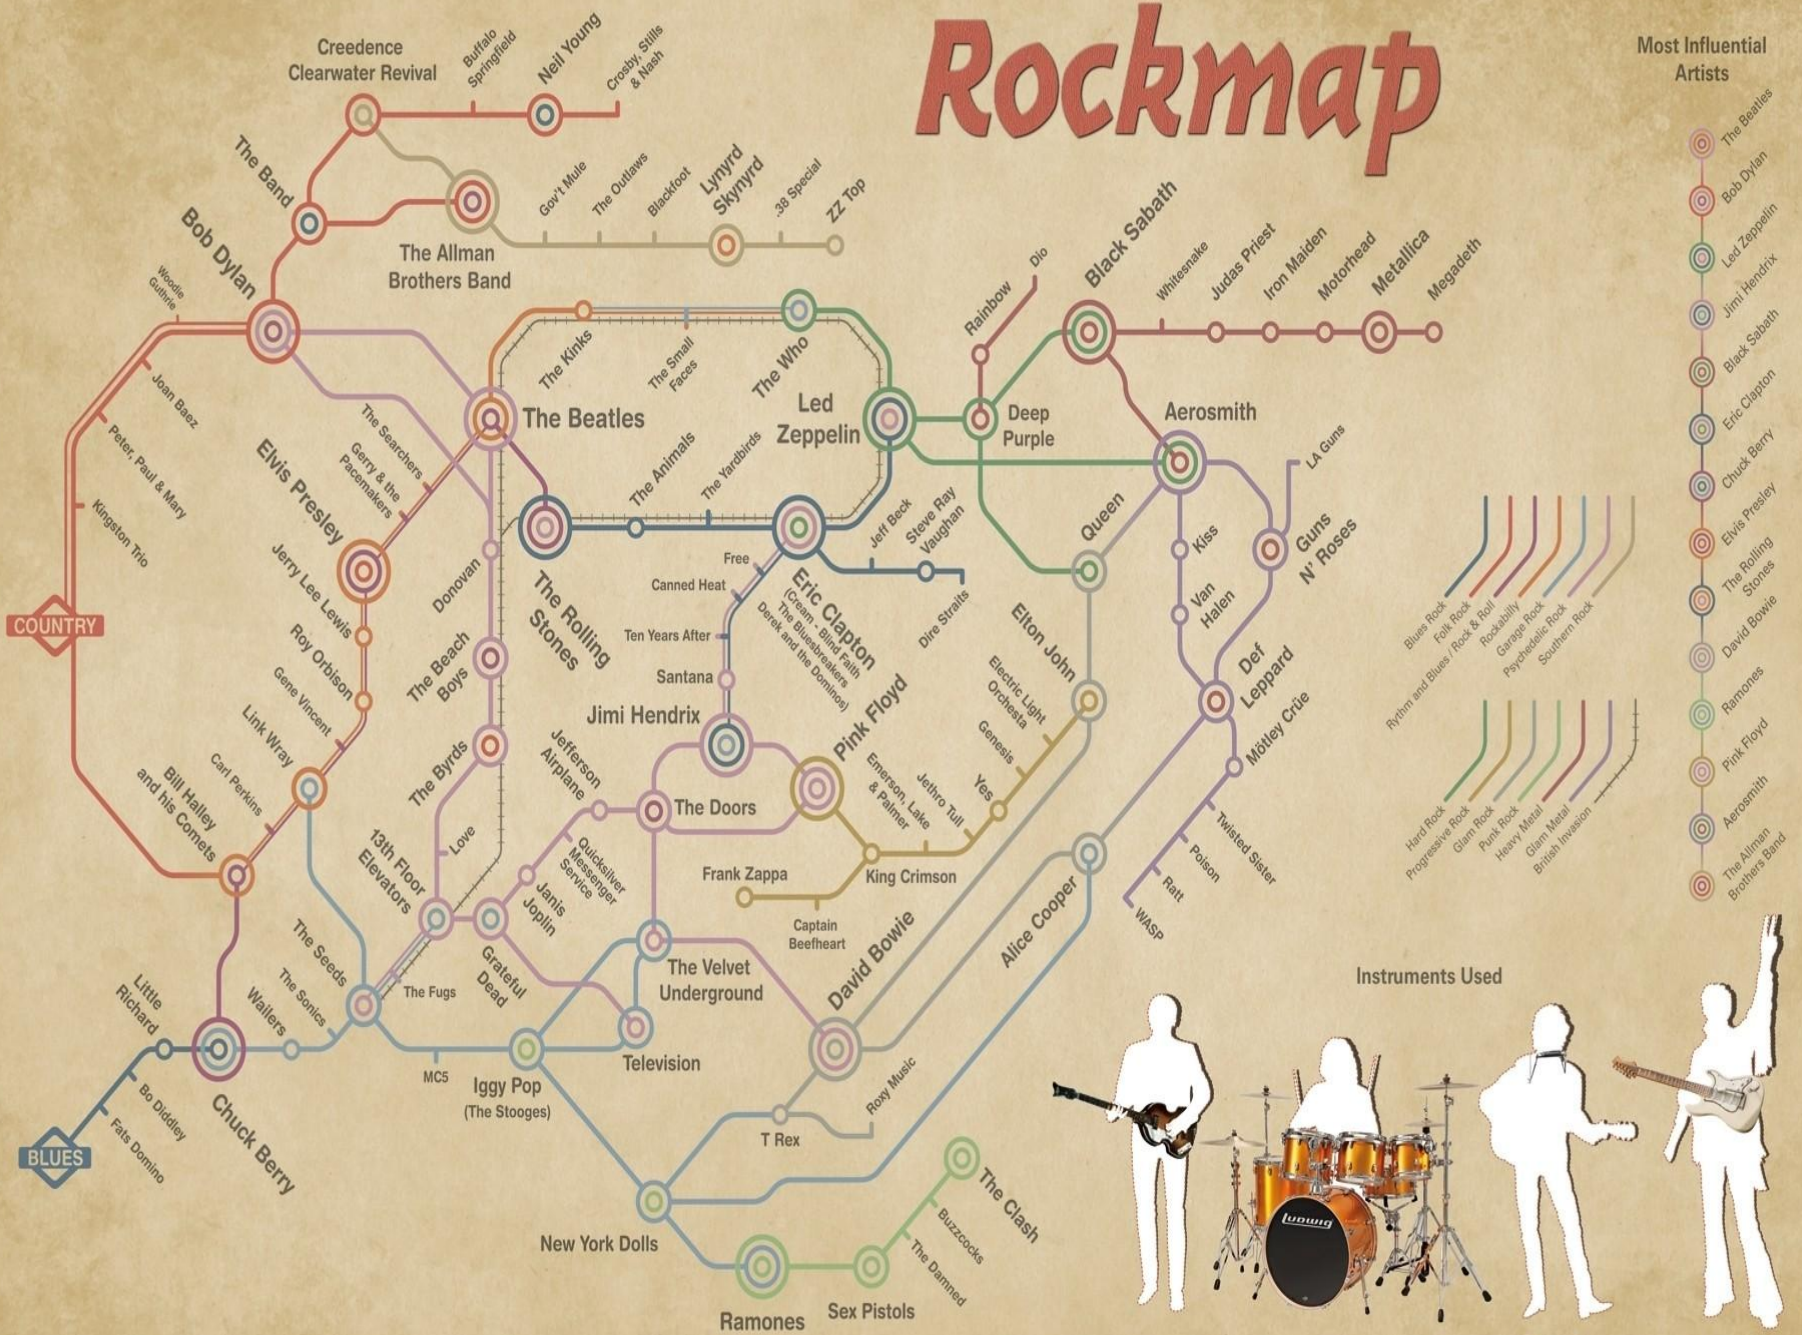 Rockmap
Creedence
Clearwater Revival
Buffalo
Springfield
Neil Young
Crosby, Stills
& Nash
The Band
The Allman
Brothers Band
Gov't Mule
The Outlaws
Blackfoot
Lynyrd
Skynyrd
.38 Special
ZZ Top
Bob Dylan
Woodie
Guthrie
Joan Baez
Peter, Paul & Mary
Kingston Trio
COUNTRY
The Kinks
The Small
Faces
The Who
The Beatles
Led
Zeppelin
Rainbow
Dio
Deep
Purple
Black Sabath
Whitesnake
Judas Priest
Iron Maiden
Motorhead
Metallica
Megadeth
Aerosmith
LA Guns
Guns
N' Roses
Kiss
Van
Halen
Queen
Def
Leppard
Mötley Crüe
Twisted Sister
Poison
Ratt
WASP
The Searchers
Gerry & the
Pacemakers
Elvis Presley
Jerry Lee Lewis
Roy Orbison
Gene Vincent
Link Wray
Carl Perkins
Bill Halley
and his Comets
Donovan
The Beach
Boys
The Byrds
Love
13th Floor
Elevators
The Rolling
Stones
The Animals
The Yardbirds
Eric Clapton
(Cream - Blind Faith
The Bluesbreakers
Derek and the Dominos)
Jeff Beck
Steve Ray
Vaughan
Dire Straits
Free
Canned Heat
Ten Years After
Santana
Jimi Hendrix
Jefferson
Airplane
The Doors
Pink Floyd
Quicksilver
Messenger
Service
Janis
Joplin
Grateful
Dead
Frank Zappa
Captain
Beefheart
King Crimson
Emerson, Lake
& Palmer
Jethro Tull
Yes
Genesis
Electric Light
Orchesta
Elton John
Alice Cooper
David Bowie
The Velvet
Underground
Television
The Seeds
The Fugs
The Sonics
Wailers
Little
Richard
Chuck Berry
Bo Diddley
Fats Domino
BLUES
MC5
Iggy Pop
(The Stooges)
T Rex
Roxy Music
New York Dolls
Ramones
Sex Pistols
The Damned
Buzzcocks
The Clash
Blues Rock
Folk Rock
Rythm and Blues / Rock & Roll
Rockabilly
Garage Rock
Psychedelic Rock
Southern Rock
Hard Rock
Progressive Rock
Glam Rock
Punk Rock
Heavy Metal
Glam Metal
British Invasion
Most Influential
Artists
The Beatles
Bob Dylan
Led Zeppelin
Jimi Hendrix
Black Sabath
Eric Clapton
Chuck Berry
Elvis Presley
The Rolling
Stones
David Bowie
Ramones
Pink Floyd
Aerosmith
The Allman
Brothers Band
Instruments Used
Ludwig